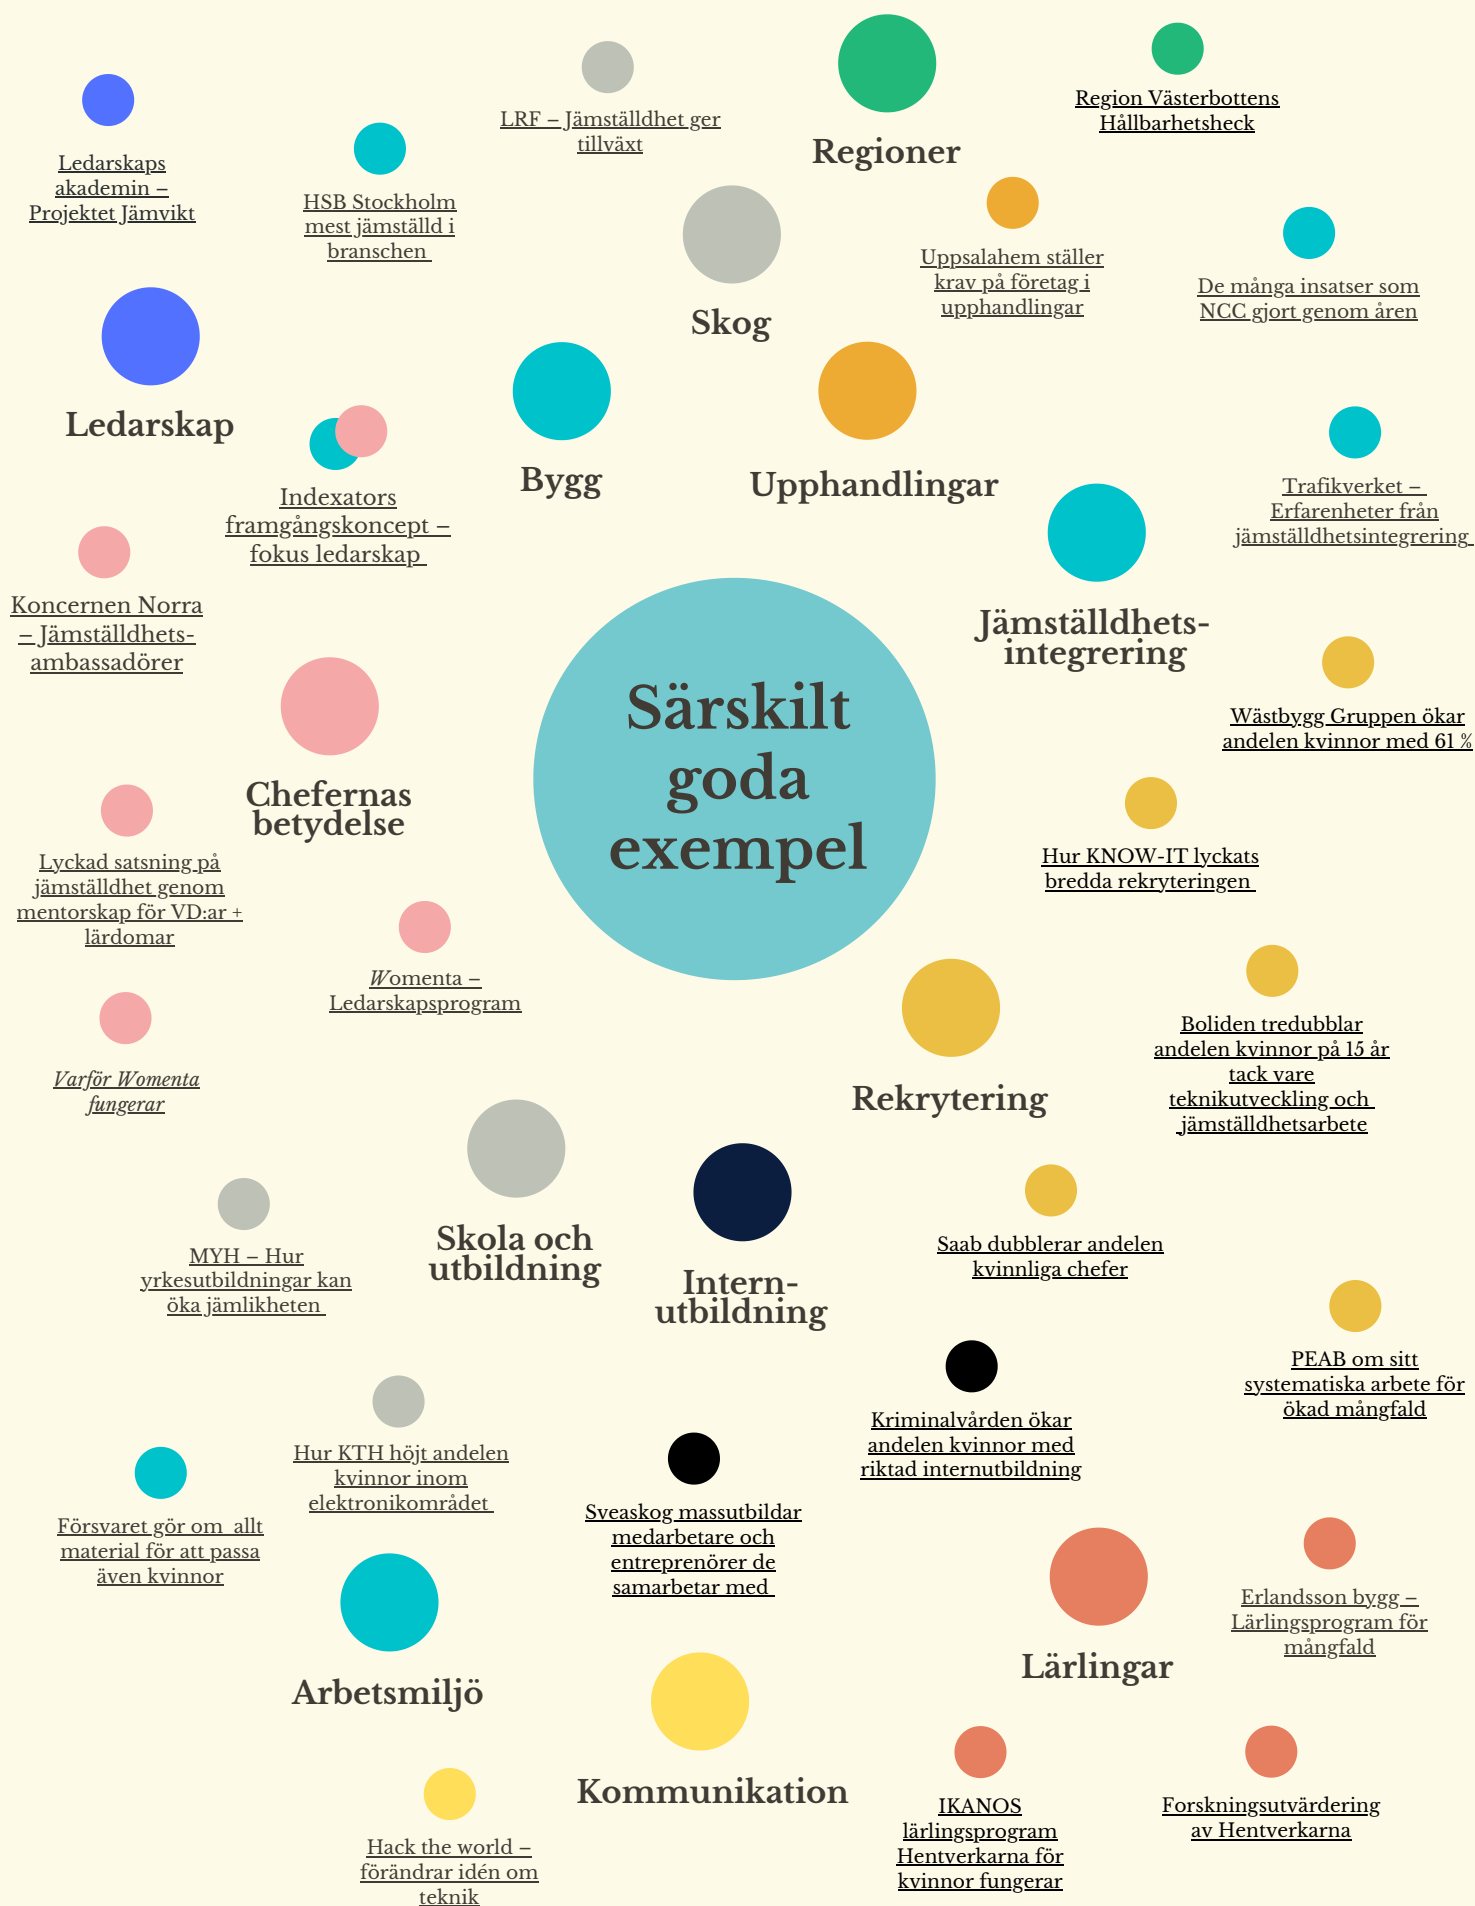 LRF – Jämställdhet ger
tillväxt
Regioner
Region Västerbottens
Hållbarhetsheck
Ledarskaps
akademin –
Projektet Jämvikt
HSB Stockholm
mest jämställd i
branschen
Skog
Uppsalahem ställer
krav på företag i
upphandlingar
De många insatser som
NCC gjort genom åren
Ledarskap
Bygg
Upphandlingar
Indexators
framgångskoncept –
fokus ledarskap
Trafikverket –
Erfarenheter från
jämställdhetsintegrering
Koncernen Norra
– Jämställdhets-
ambassadörer
Jämställdhets-
integrering
Särskilt
goda
exempel
Wästbygg Gruppen ökar
andelen kvinnor med 61 %
Chefernas
betydelse
Hur KNOW-IT lyckats
bredda rekryteringen
Lyckad satsning på
jämställdhet genom
mentorskap för VD:ar +
lärdomar
Womenta –
Ledarskapsprogram
Varför Womenta
fungerar
Rekrytering
Boliden tredubblar
andelen kvinnor på 15 år
tack vare
teknikutveckling och
jämställdhetsarbete
MYH – Hur
yrkesutbildningar kan
öka jämlikheten
Skola och
utbildning
Intern-
utbildning
Saab dubblerar andelen
kvinnliga chefer
PEAB om sitt
systematiska arbete för
ökad mångfald
Kriminalvården ökar
andelen kvinnor med
riktad internutbildning
Hur KTH höjt andelen
kvinnor inom
elektronikområdet
Försvaret gör om allt
material för att passa
även kvinnor
Sveaskog massutbildar
medarbetare och
entreprenörer de
samarbetar med
Erlandsson bygg –
Lärlingsprogram för
mångfald
Lärlingar
Arbetsmiljö
Kommunikation
IKANOS
lärlingsprogram
Hentverkarna för
kvinnor fungerar
Forskningsutvärdering
av Hentverkarna
Hack the world –
förändrar idén om
teknik